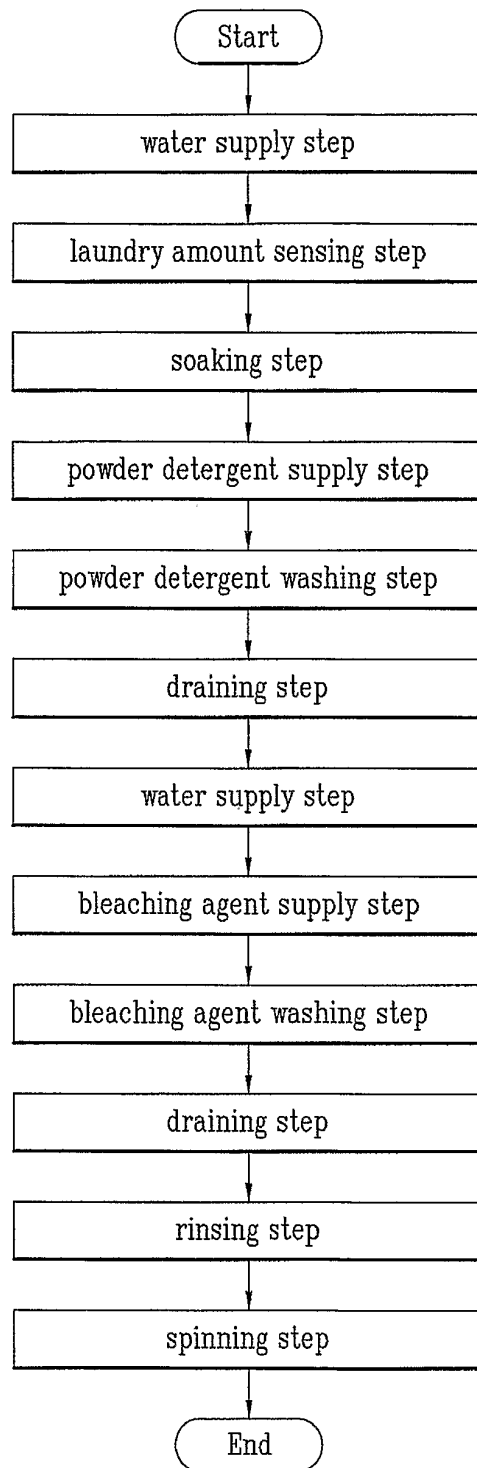 Start
water supply step
laundry amount sensing step
soaking step
powder detergent supply step
powder detergent washing step
draining step
water supply step
bleaching agent supply step
bleaching agent washing step
draining step
rinsing step
spinning step
End